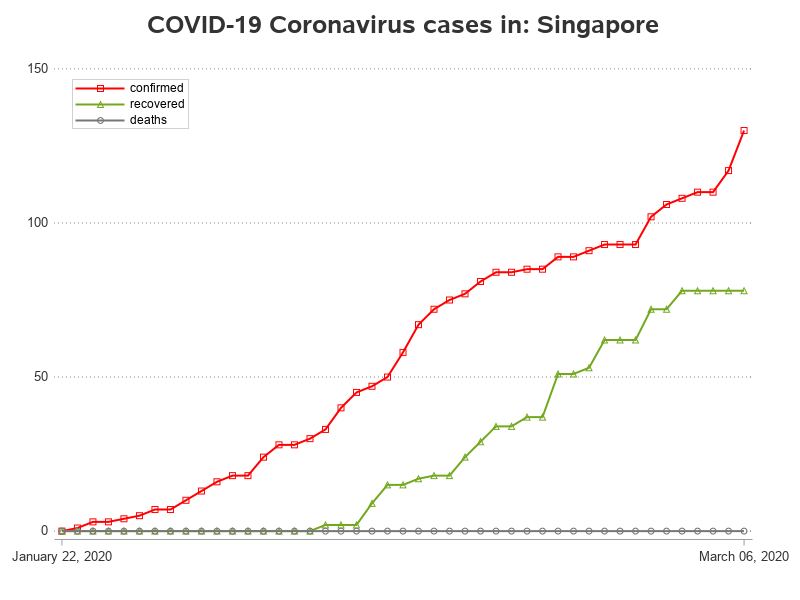 COVID-19 Coronavirus cases in: Singapore
150
confirmed
recovered
deaths
100
50
0
January 22, 2020
March 06, 2020